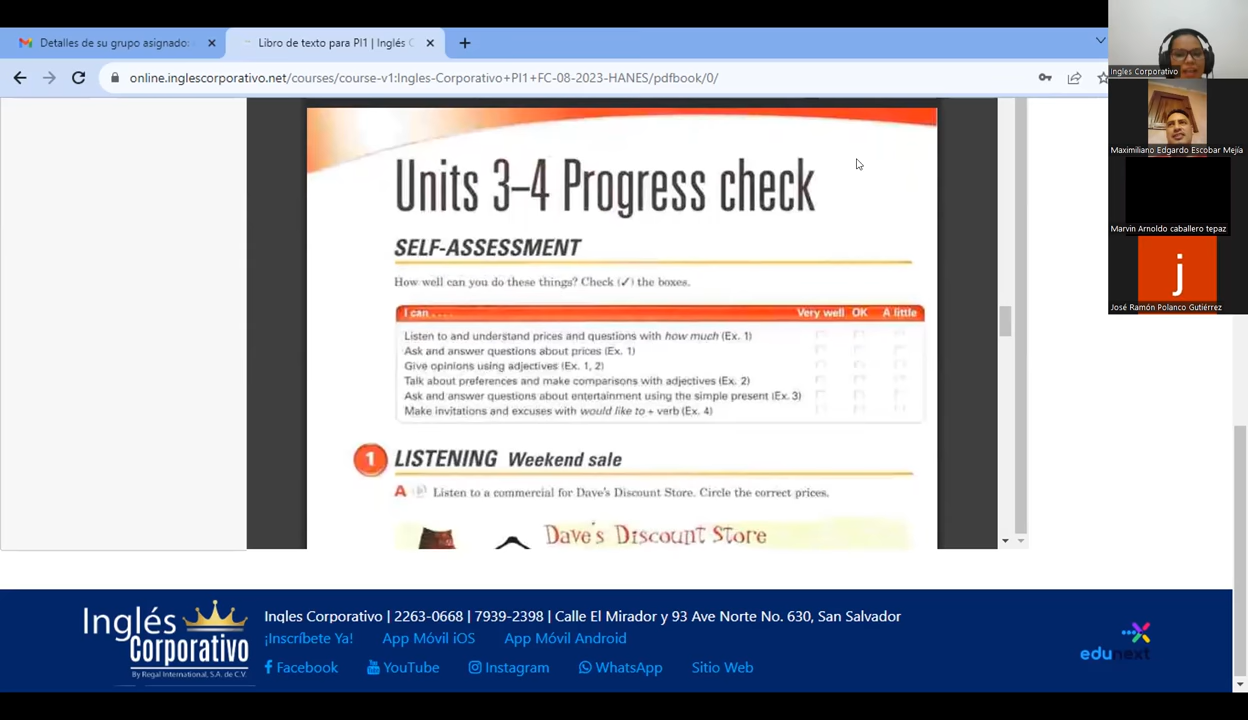 Detalles de su grupo asignado:
Libro de texto para PI1 | Inglés C
online.inglescorporativo.net/courses/course-v1:Ingles-Corporativo+PI1+FC-08-2023-HANES/pdfbook/0/
Ingles Corporativo
Maximiliano Edgardo Escobar Mejía
Marvin Arnoldo caballero tepaz
j
José Ramón Polanco Gutiérrez
Units 3–4 Progress check
SELF-ASSESSMENT
How well can you do these things? Check (✓) the boxes.
I can . . . . Very well OK A little
Listen to and understand prices and questions with how much (Ex. 1)
Ask and answer questions about prices (Ex. 1)
Give opinions using adjectives (Ex. 1, 2)
Talk about preferences and make comparisons with adjectives (Ex. 2)
Ask and answer questions about entertainment using the simple present (Ex. 3)
Make invitations and excuses with would like to + verb (Ex. 4)
1 LISTENING Weekend sale
A Listen to a commercial for Dave's Discount Store. Circle the correct prices.
Dave's Discount Store
Inglés Corporativo
By Regal International, S.A. de C.V.
Ingles Corporativo | 2263-0668 | 7939-2398 | Calle El Mirador y 93 Ave Norte No. 630, San Salvador
¡Inscríbete Ya! App Móvil iOS App Móvil Android
Facebook YouTube Instagram WhatsApp Sitio Web
edunext